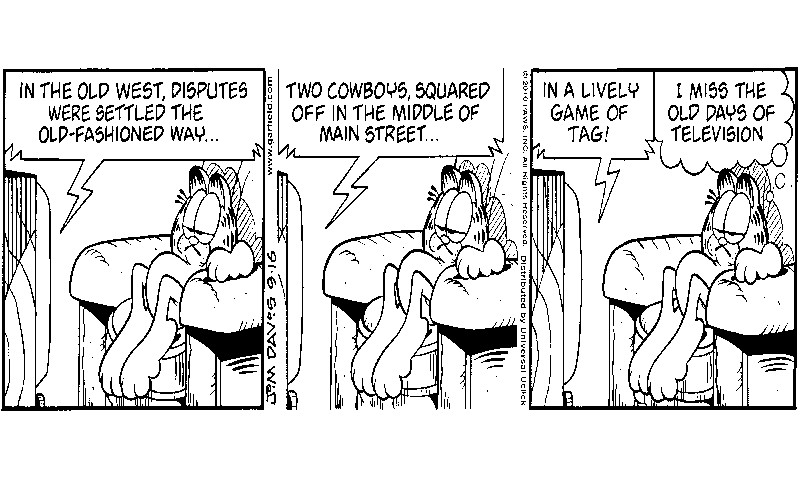 IN THE OLD WEST, DISPUTES
WERE SETTLED THE
OLD-FASHIONED WAY...
www.garfield.com
JIM DAVIS 9-16
TWO COWBOYS, SQUARED
OFF IN THE MIDDLE OF
MAIN STREET...
© 2010 PAWS, INC. All Rights Reserved. Distributed by Universal Uclick
IN A LIVELY
GAME OF
TAG!
I MISS THE
OLD DAYS OF
TELEVISION